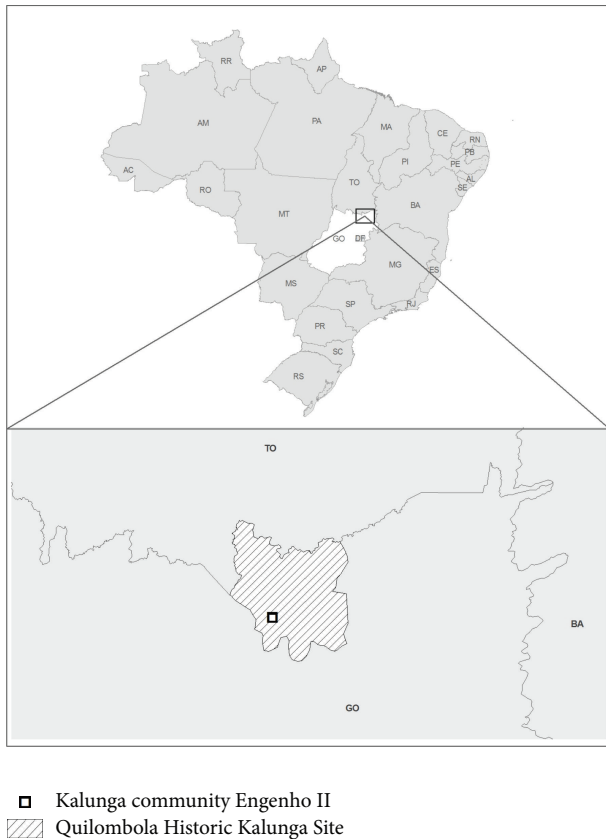 RR
AP
AM
PA
MA
CE
RN
PB
PE
AL
SE
PI
AC
RO
TO
BA
MT
GO DF
MG
ES
MS
SP
RJ
PR
SC
RS
TO
BA
GO
Kalunga community Engenho II
Quilombola Historic Kalunga Site